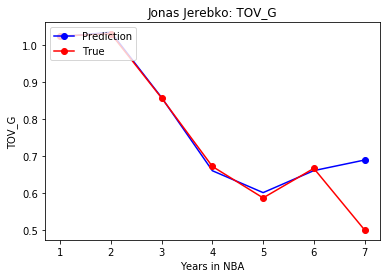 Jonas Jerebko: TOV_G
Prediction
True
1.0
0.9
0.8
0.7
0.6
0.5
TOV_G
1 2 3 4 5 6 7
Years in NBA